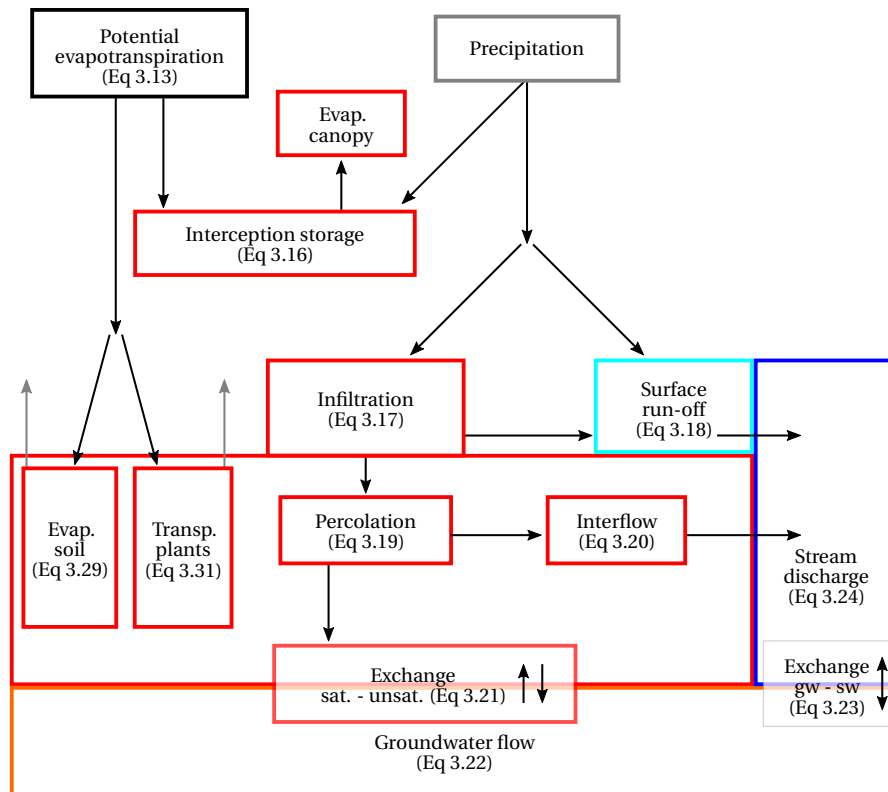 Potential
evapotranspiration
(Eq 3.13)
Precipitation
Evap.
canopy
Interception storage
(Eq 3.16)
Infiltration
(Eq 3.17)
Surface
run-off
(Eq 3.18)
Evap.
soil
(Eq 3.29)
Transp.
plants
(Eq 3.31)
Percolation
(Eq 3.19)
Interflow
(Eq 3.20)
Stream
discharge
(Eq 3.24)
Exchange
sat. - unsat. (Eq 3.21)
Exchange
gw - sw
(Eq 3.23)
Groundwater flow
(Eq 3.22)